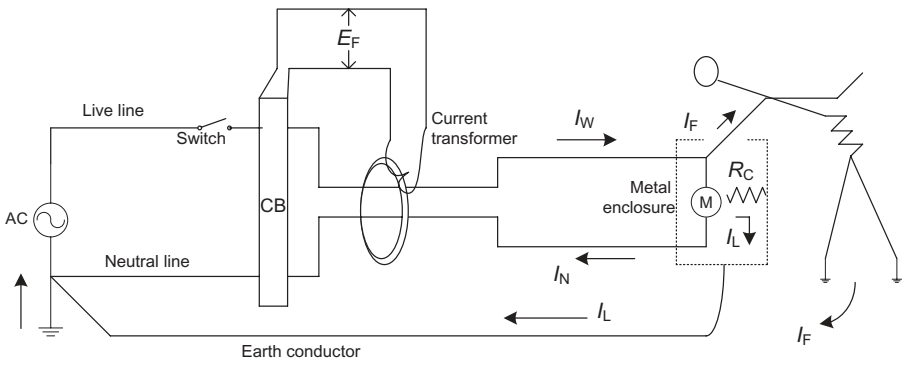 E_F
Live line
Switch
Current
transformer
I_W
I_F
R_C
Metal
enclosure
M
CB
AC
I_L
Neutral line
I_N
I_L
I_F
Earth conductor